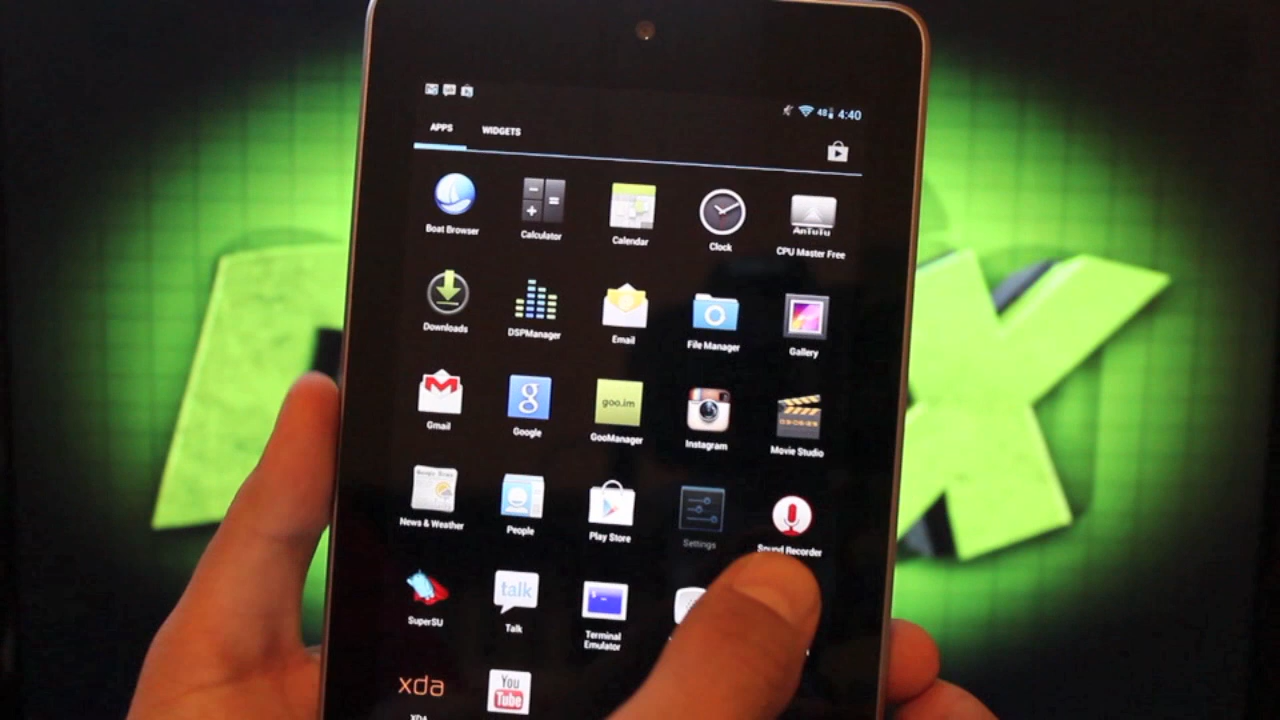 48 4:40
APPS WIDGETS
Boat Browser Calculator Calendar Clock AnTuTu
CPU Master Free
Downloads DSPManager Email File Manager Gallery
g goo.im
Gmail Google GooManager Instagram Movie Studio
News & Weather People Play Store Settings Sound Recorder
talk
SuperSU Talk Terminal
Emulator
xda You
Tube
XDA